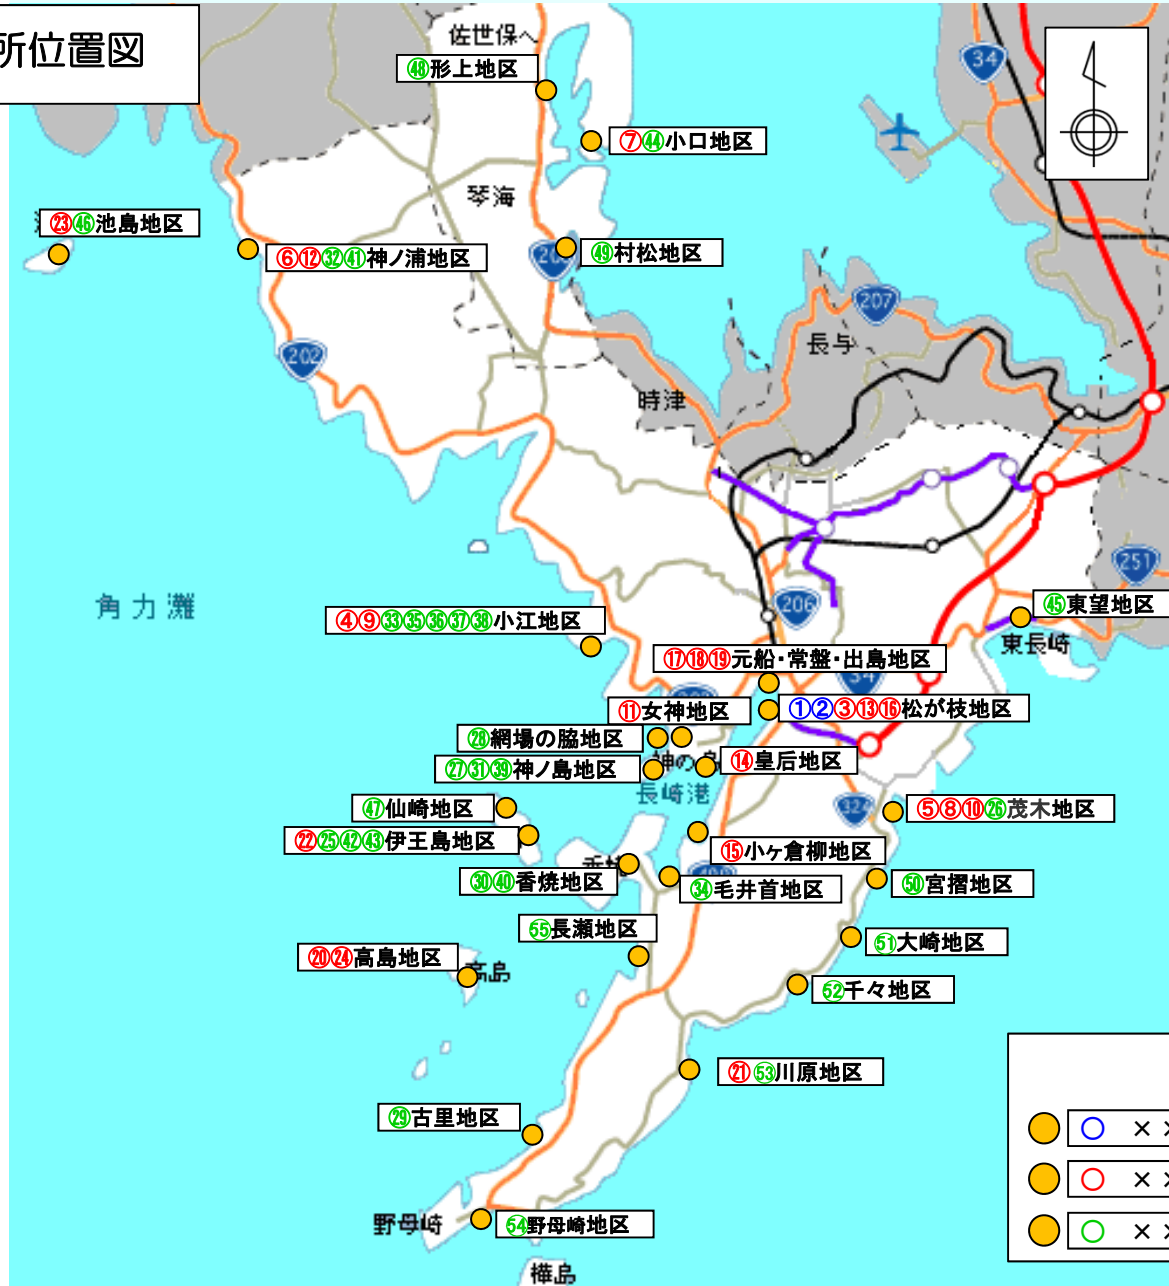 所位置図
佐世保へ
㊽形上地区
34
⑦㊹小口地区
琴海
㉓㊻池島地区
⑥⑫㉜㊶神ノ浦地区
㊾村松地区
207
202
長与
時津
251
角力灘
206
㊺東望地区
④⑨㉝㉟㊱㊲㊳小江地区
東長崎
⑰⑱⑲元船・常盤・出島地区
34
⑪女神地区
①②③⑬⑯松が枝地区
㉘網場の脇地区
㉗㉛㊴神ノ島地区
神の島
⑭皇后地区
長崎港
㊼仙崎地区
324
⑤⑧⑩㉖茂木地区
㉒㉕㊷㊸伊王島地区
⑮小ヶ倉柳地区
香焼
㉚㊵香焼地区
㉞毛井首地区
㊿宮摺地区
55長瀬地区
51大崎地区
⑳㉔高島地区
高島
52千々地区
㉑53川原地区
㉙古里地区
○ ×
○ ×
○ ×
野母崎
54野母崎地区
樺島